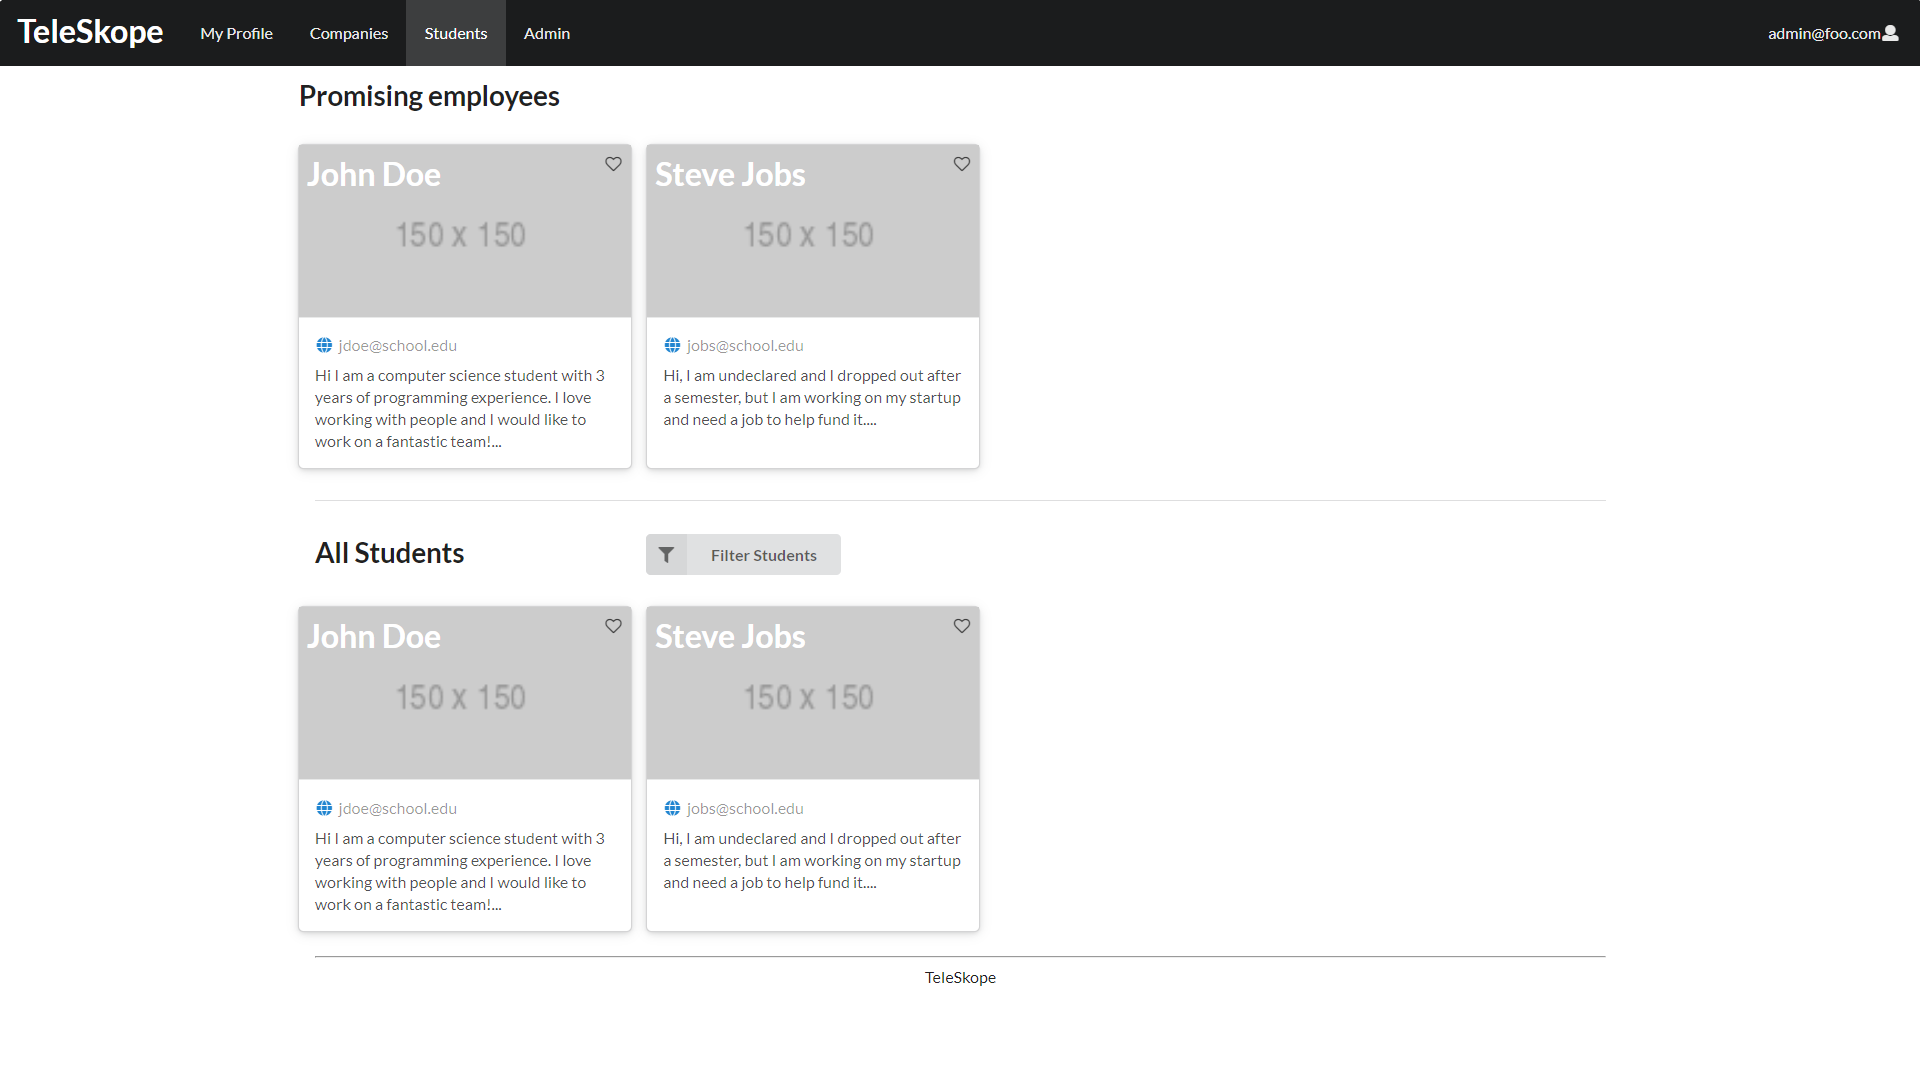 TeleSkope My Profile Companies Students Admin admin@foo.com
Promising employees
John Doe
150 x 150
jdoe@school.edu
Hi I am a computer science student with 3
years of programming experience. I love
working with people and I would like to
work on a fantastic team!...
Steve Jobs
150 x 150
jobs@school.edu
Hi, I am undeclared and I dropped out after
a semester, but I am working on my startup
and need a job to help fund it....
All Students
Filter Students
John Doe
150 x 150
jdoe@school.edu
Hi I am a computer science student with 3
years of programming experience. I love
working with people and I would like to
work on a fantastic team!...
Steve Jobs
150 x 150
jobs@school.edu
Hi, I am undeclared and I dropped out after
a semester, but I am working on my startup
and need a job to help fund it....
TeleSkope